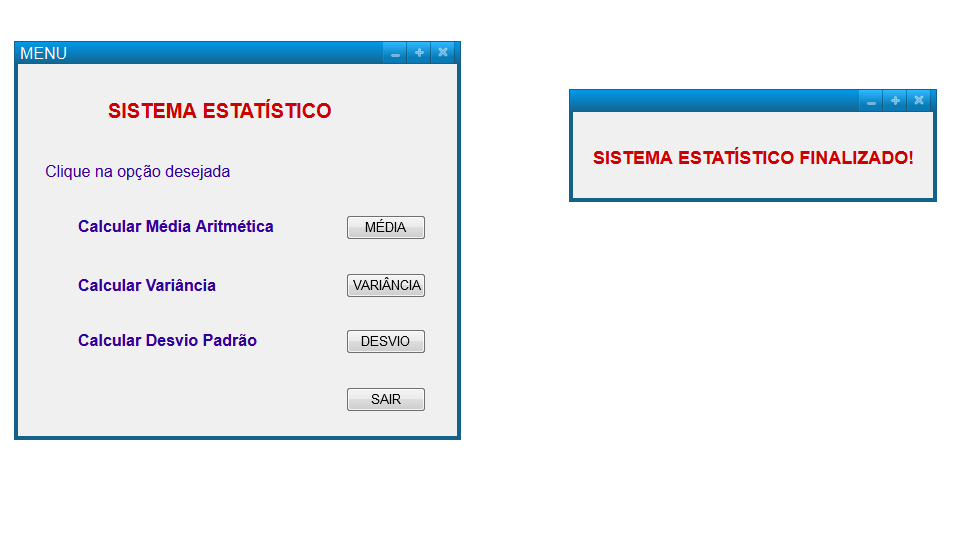 MENU
SISTEMA ESTATÍSTICO
Clique na opção desejada
Calcular Média Aritmética
MÉDIA
Calcular Variância
VARIÂNCIA
Calcular Desvio Padrão
DESVIO
SAIR
SISTEMA ESTATÍSTICO FINALIZADO!